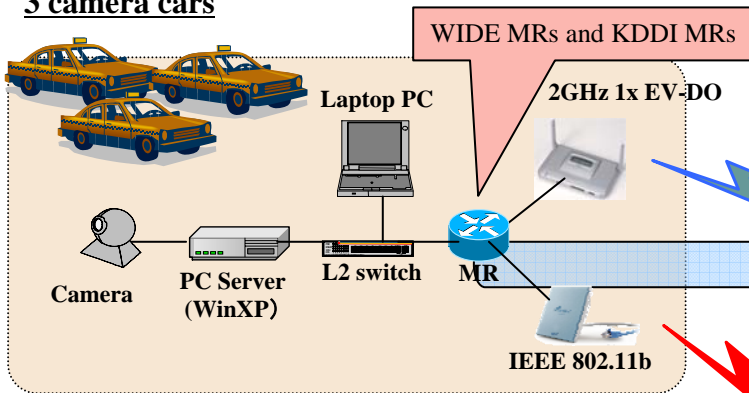 3 camera cars
WIDE MRs and KDDI MRs
2GHz 1x EV-DO
Laptop PC
Camera
PC Server
(WinXP）
L2 switch
MR
IEEE 802.11b